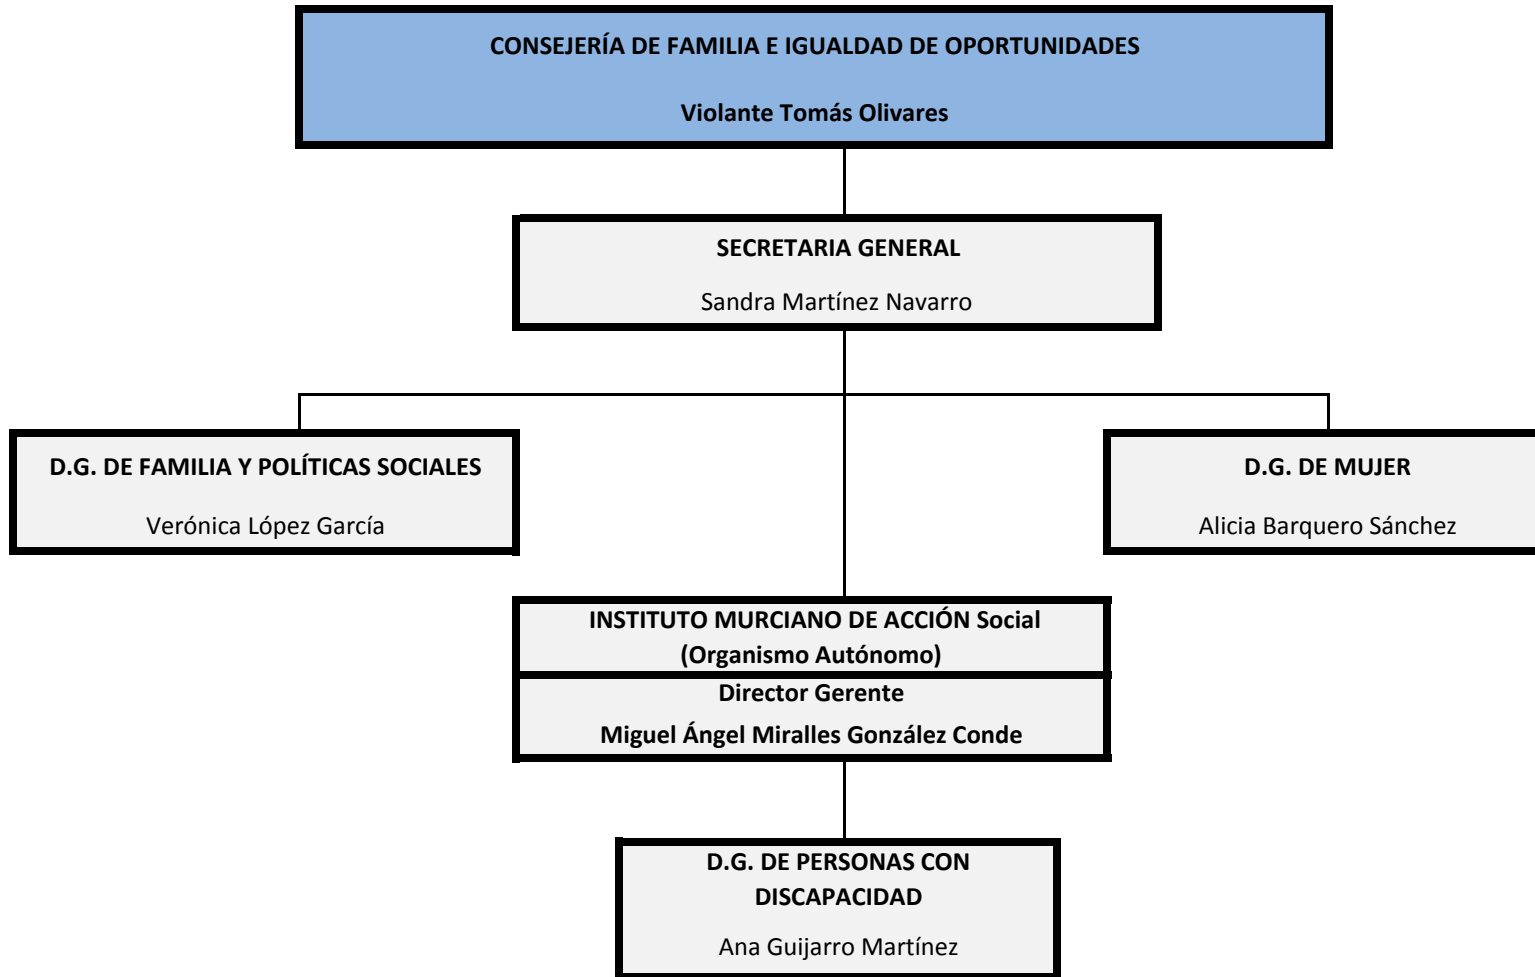 CONSEJERÍA DE FAMILIA E IGUALDAD DE OPORTUNIDADES
Violante Tomás Olivares
SECRETARIA GENERAL
Sandra Martínez Navarro
D.G. DE FAMILIA Y POLÍTICAS SOCIALES
Verónica López García
D.G. DE MUJER
Alicia Barquero Sánchez
INSTITUTO MURCIANO DE ACCIÓN Social
(Organismo Autónomo)
Director Gerente
Miguel Ángel Miralles González Conde
D.G. DE PERSONAS CON
DISCAPACIDAD
Ana Guijarro Martínez